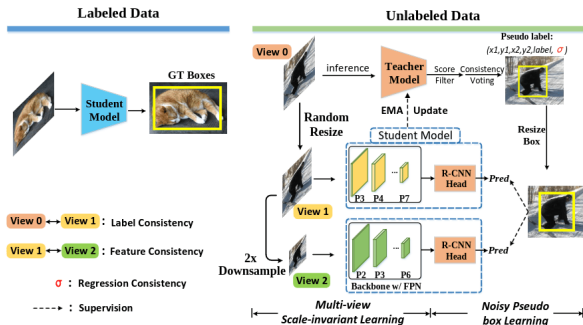 Labeled Data
Unlabeled Data
GT Boxes
Student
Model
View 0
inference
Teacher
Model
Score
Filter
Consistency
Voting
Pseudo label:
(x1,y1,x2,y2,label, σ )
Random
Resize
EMA
Update
Resize
Box
Student Model
P3 P4 ... P7
R-CNN
Head
Pred
View 1
2x
Downsample
View 2
P2 P3 ... P6
Backbone w/ FPN
R-CNN
Head
Pred
View 0 View 1 : Label Consistency
View 1 View 2 : Feature Consistency
σ : Regression Consistency
: Supervision
Multi-view
Scale-invariant Learning
Noisy Pseudo
box Learning